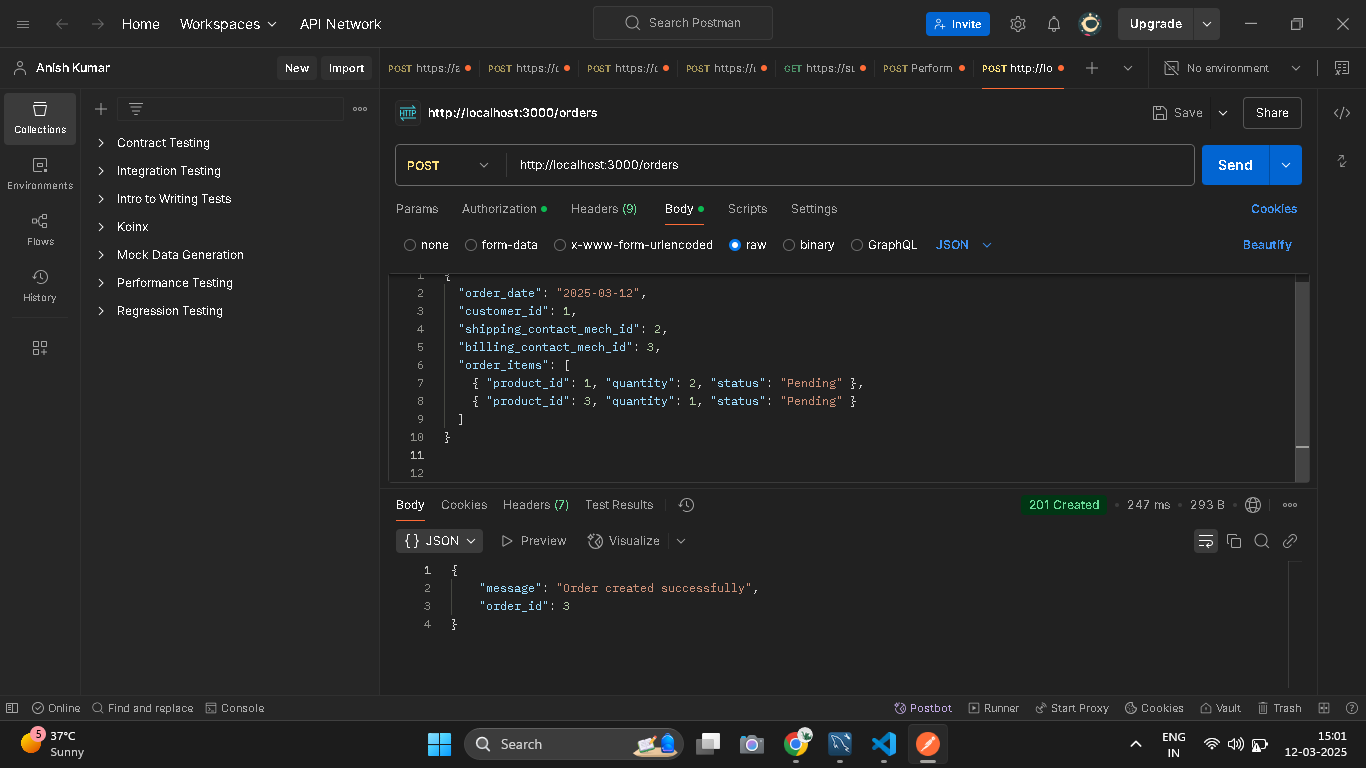 Home
Workspaces
API Network
Search Postman
Invite
Upgrade
Anish Kumar
New
Import
POST https://
POST https://
POST https://
POST https://
GET https://
POST Perform
POST http://lo
No environment
Collections
Environments
Flows
History
Contract Testing
Integration Testing
Intro to Writing Tests
Koinx
Mock Data Generation
Performance Testing
Regression Testing
HTTP
http://localhost:3000/orders
Save
Share
POST
http://localhost:3000/orders
Send
Params
Authorization
Headers (9)
Body
Scripts
Settings
Cookies
none
form-data
x-www-form-urlencoded
raw
binary
GraphQL
JSON
Beautify
1 {
2 "order_date": "2025-03-12",
3 "customer_id": 1,
4 "shipping_contact_mech_id": 2,
5 "billing_contact_mech_id": 3,
6 "order_items": [
7 { "product_id": 1, "quantity": 2, "status": "Pending" },
8 { "product_id": 3, "quantity": 1, "status": "Pending" }
9 ]
10 }
11
12
Body
Cookies
Headers (7)
Test Results
201 Created
247 ms
293 B
{} JSON
Preview
Visualize
1 {
2 "message": "Order created successfully",
3 "order_id": 3
4 }
Online
Find and replace
Console
Postbot
Runner
Start Proxy
Cookies
Vault
Trash
5
37°C
Sunny
Search
ENG
IN
15:01
12-03-2025